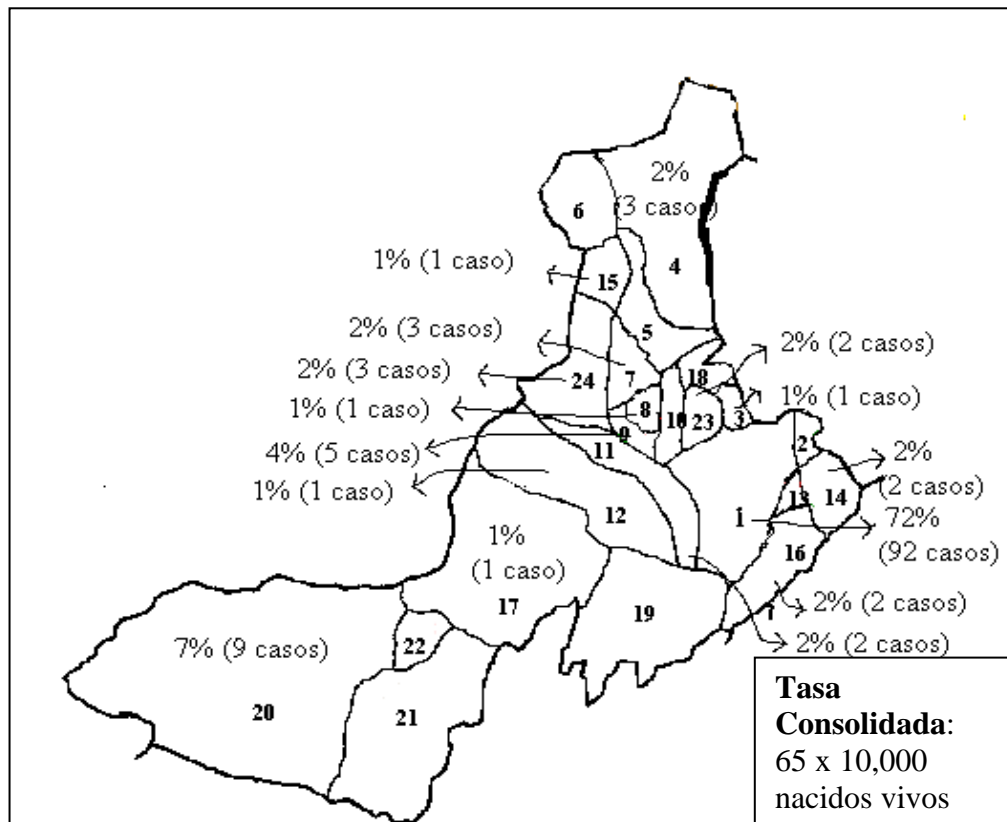 2%
(3 casos)
6
4
1% (1 caso)
15
2% (3 casos)
5
2% (2 casos)
2% (3 casos)
24
7
18
1% (1 caso)
8
10
23
3
1% (1 caso)
9
4% (5 casos)
11
2
2%
(2 casos)
1% (1 caso)
13
14
12
1
72%
(92 casos)
16
1%
(1 caso)
17
19
2% (2 casos)
22
2% (2 casos)
7% (9 casos)
20
21
Tasa
Consolidada:
65 x 10,000
nacidos vivos